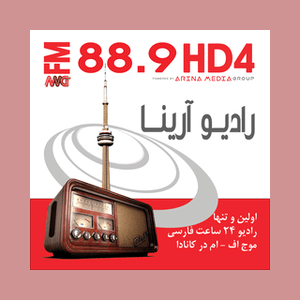 FM 88.9 HD4
AMG
POWERED BY ARINA MEDIA GROUP
رادیو آرینا
اولین و تنها
رادیو ۲۴ ساعت فارسی
موج اف - ام در کانادا